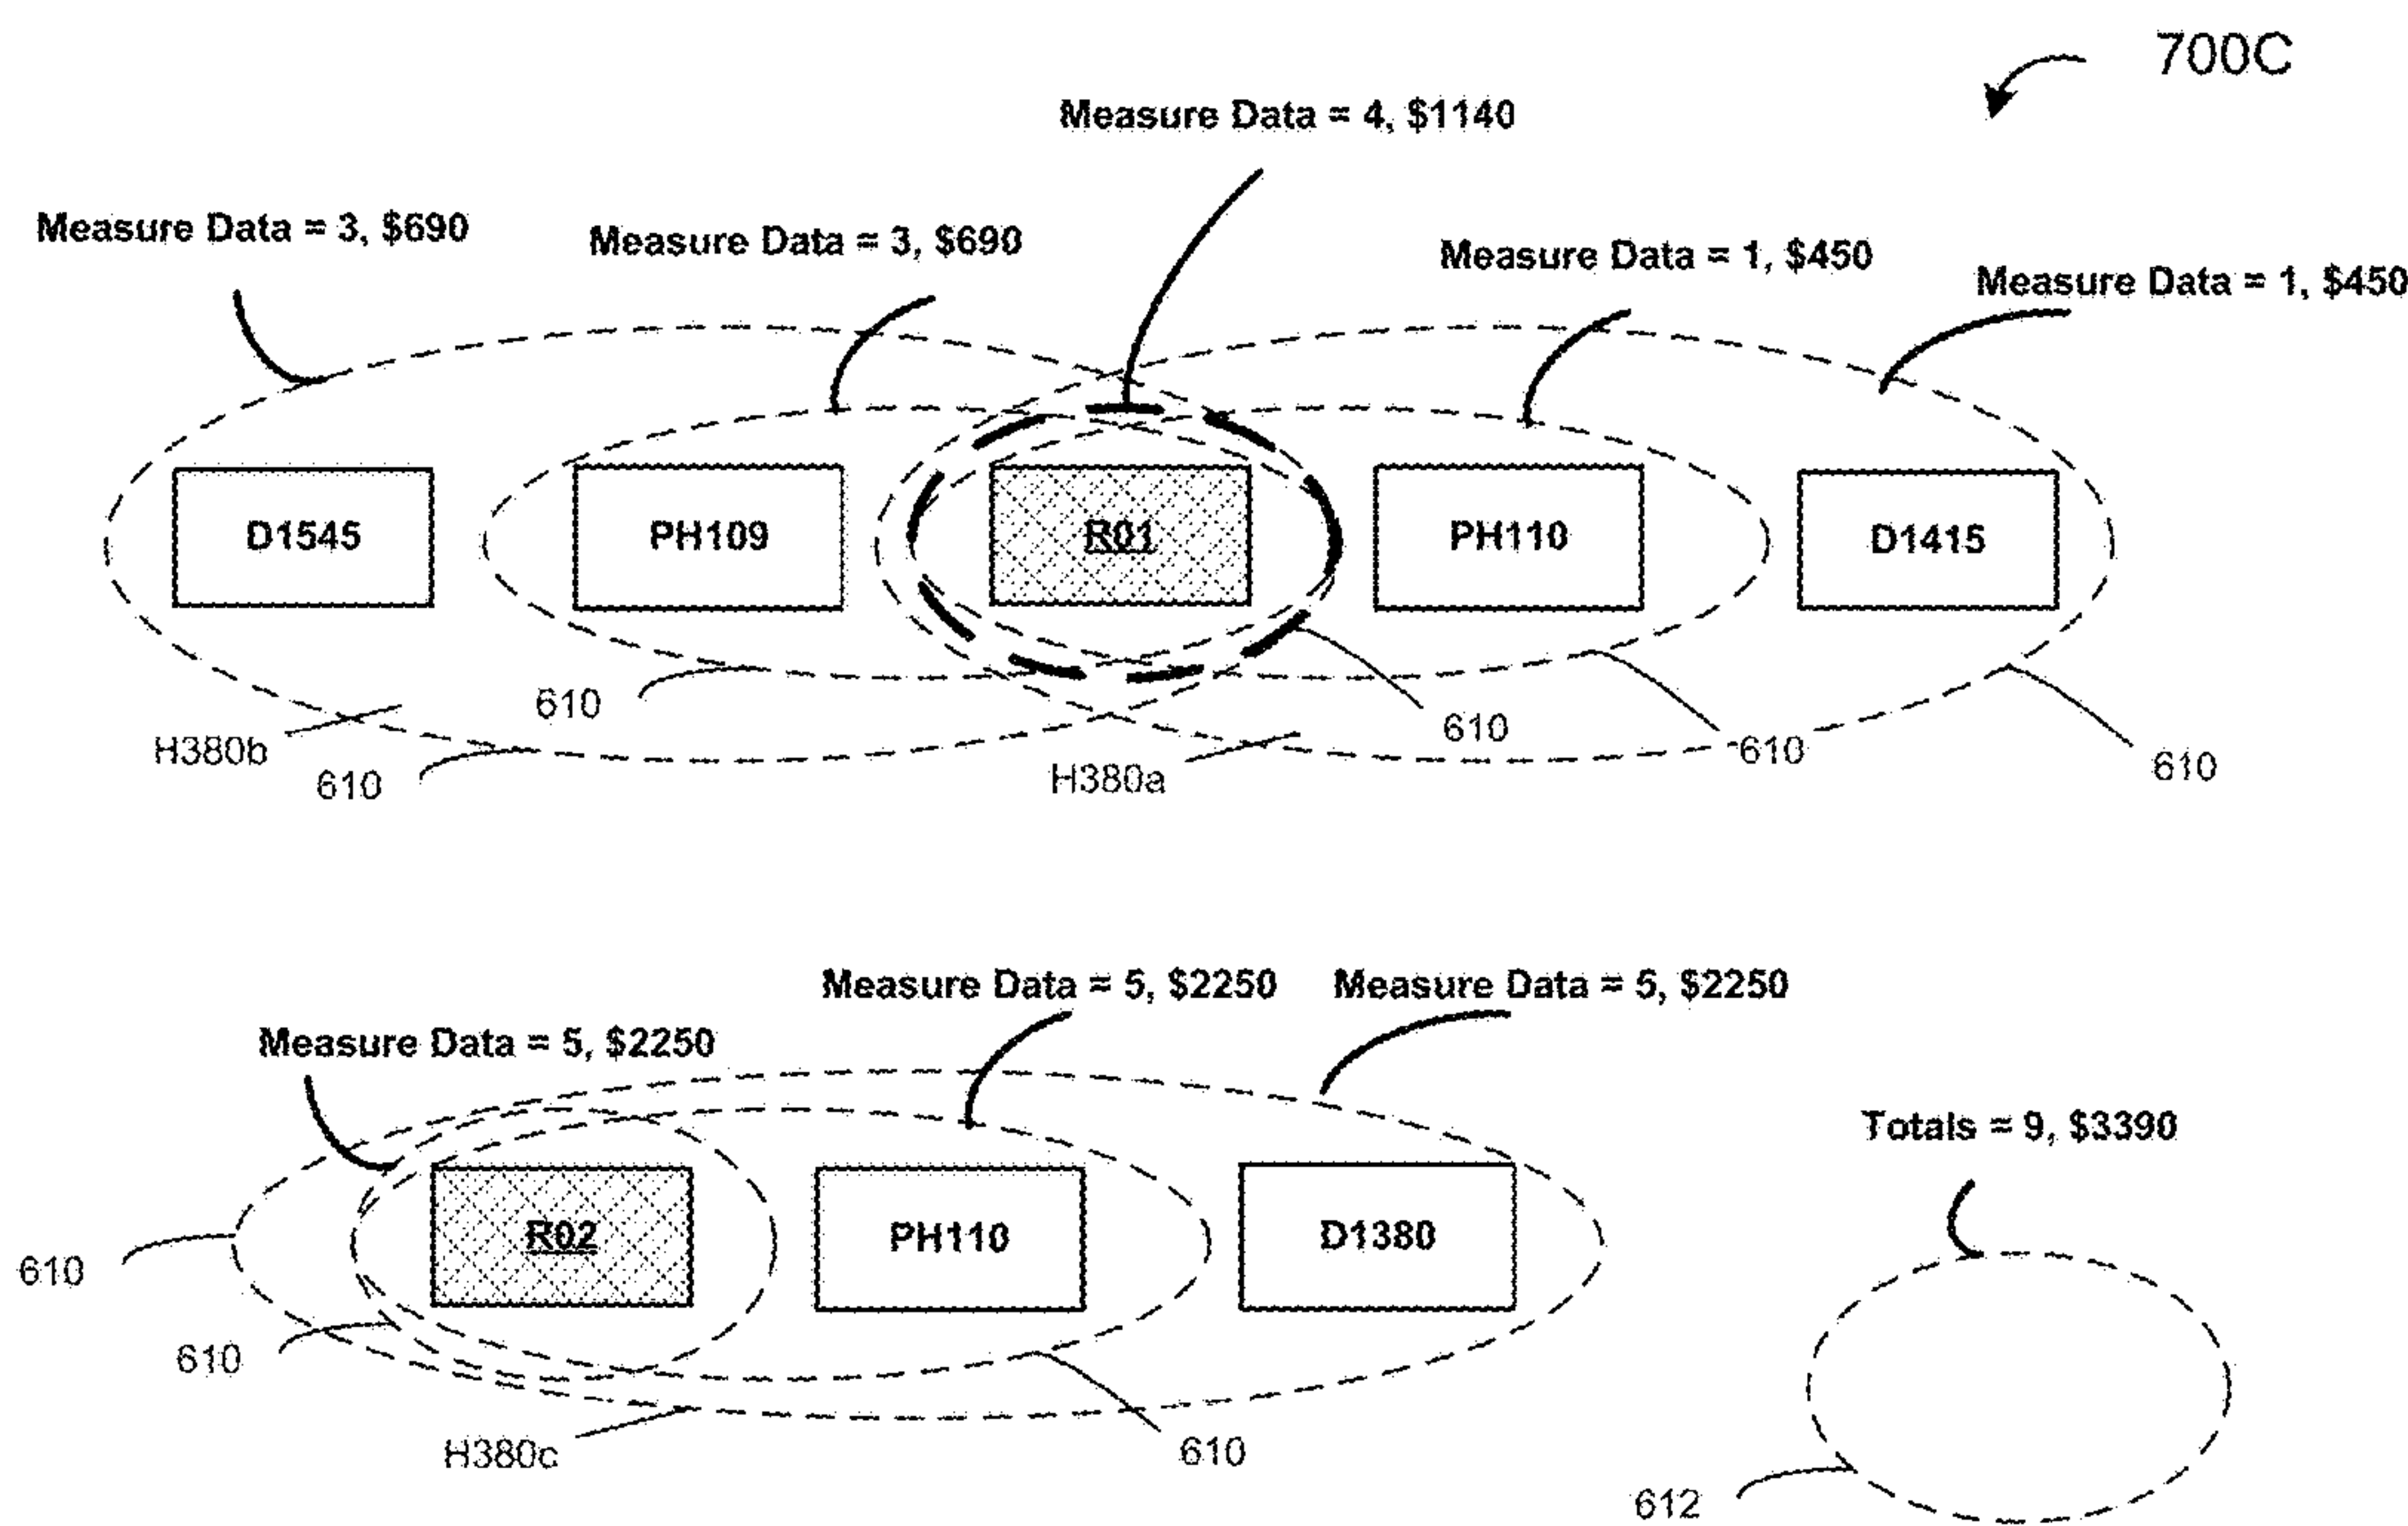 700C
Measure Data = 4, $1140
Measure Data = 3, $690
Measure Data = 3, $690
Measure Data = 1, $450
Measure Data = 1, $450
D1545
PH109
R01
PH110
D1415
610
610
H380b
610
H380a
610
610
610
Measure Data = 5, $2250
Measure Data = 5, $2250
Measure Data = 5, $2250
Totals = 9, $3390
R02
PH110
D1380
610
610
H380c
610
612